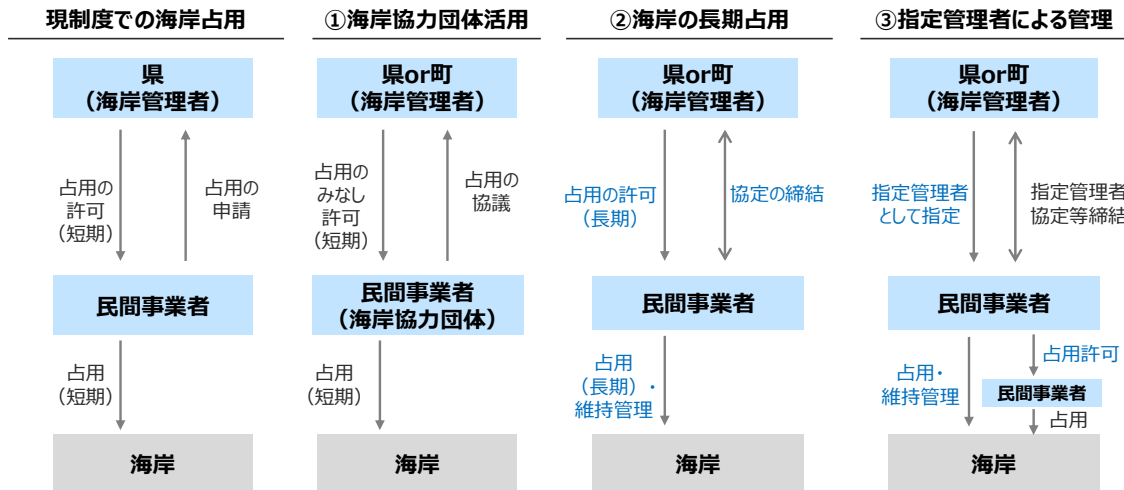 現制度での海岸占用
県
（海岸管理者）
占用の
許可
（短期）
占用の
申請
民間事業者
占用
（短期）
海岸
①海岸協力団体活用
県or町
（海岸管理者）
占用の
みなし
許可
（短期）
占用の
協議
民間事業者
（海岸協力団体）
占用
（短期）
海岸
②海岸の長期占用
県or町
（海岸管理者）
占用の許可
（長期）
協定の締結
民間事業者
占用
（長期）・
維持管理
海岸
③指定管理者による管理
県or町
（海岸管理者）
指定管理者
として指定
指定管理者
協定等締結
民間事業者
占用・
維持管理
占用許可
民間事業者
占用
海岸